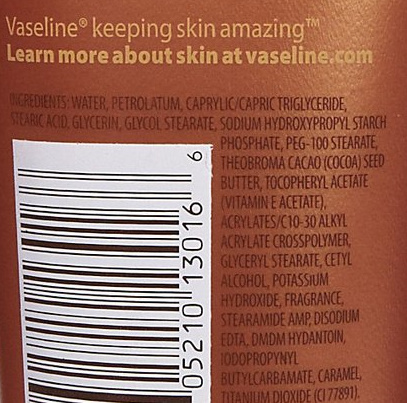 Vaseline® keeping skin amazing™
Learn more about skin at vaseline.com
INGREDIENTS: WATER, PETROLATUM, CAPRYLIC/CAPRIC TRIGLYCERIDE,
STEARIC ACID, GLYCERIN, GLYCOL STEARATE, SODIUM HYDROXYPROPYL STARCH
PHOSPHATE, PEG-100 STEARATE,
THEOBROMA CACAO (COCOA) SEED
BUTTER, TOCOPHERYL ACETATE
(VITAMIN E ACETATE),
ACRYLATES/C10-30 ALKYL
ACRYLATE CROSSPOLYMER,
GLYCERYL STEARATE, CETYL
ALCOHOL, POTASSIUM
HYDROXIDE, FRAGRANCE,
STEARAMIDE AMP, DISODIUM
EDTA, DMDM HYDANTOIN,
IODOPROPYNYL
BUTYLCARBAMATE, CARAMEL,
TITANIUM DIOXIDE (CI 77891).
05210 13016 6